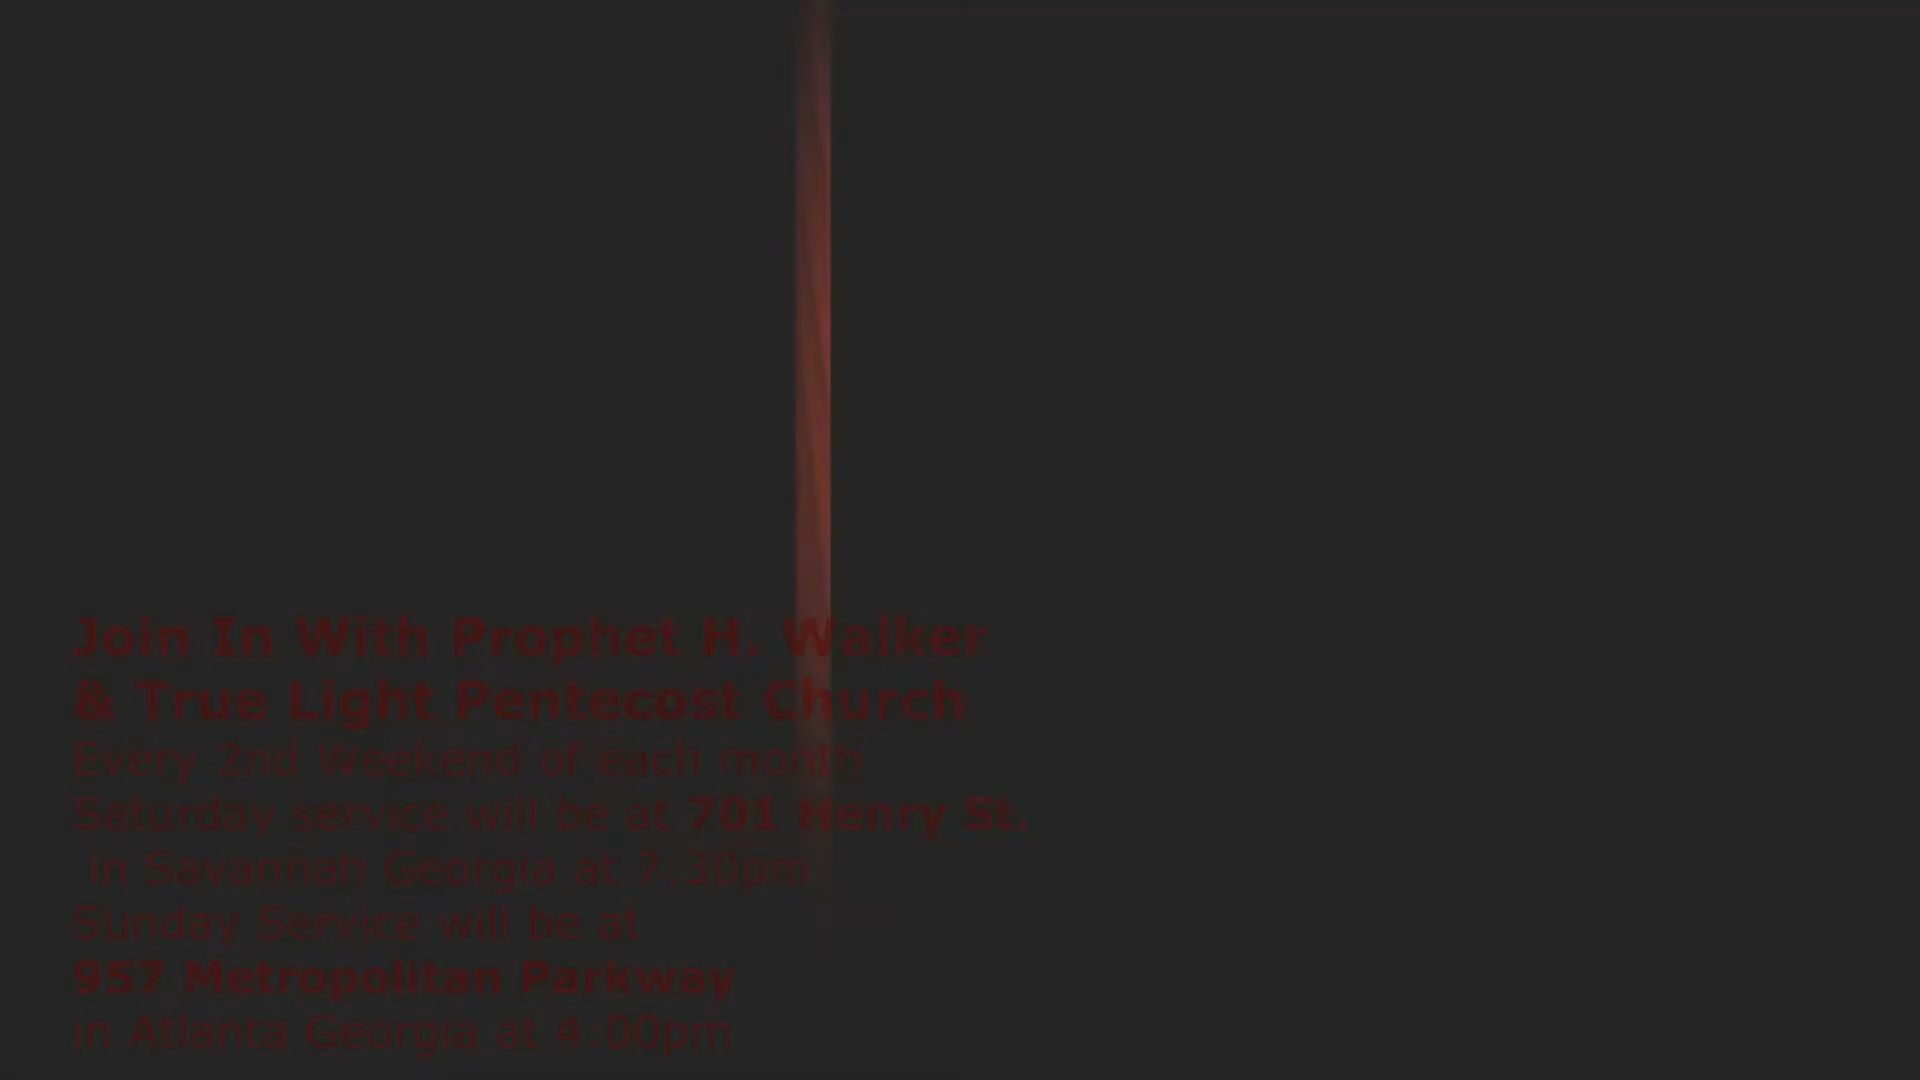 Join In With Prophet H. Walker
& True Light Pentecost Church
Every 2nd Weekend of each month
Saturday service will be at 701 Henry St.
in Savannah Georgia at 7:30pm
Sunday Service will be at
957 Metropolitan Parkway
in Atlanta Georgia at 4:00pm